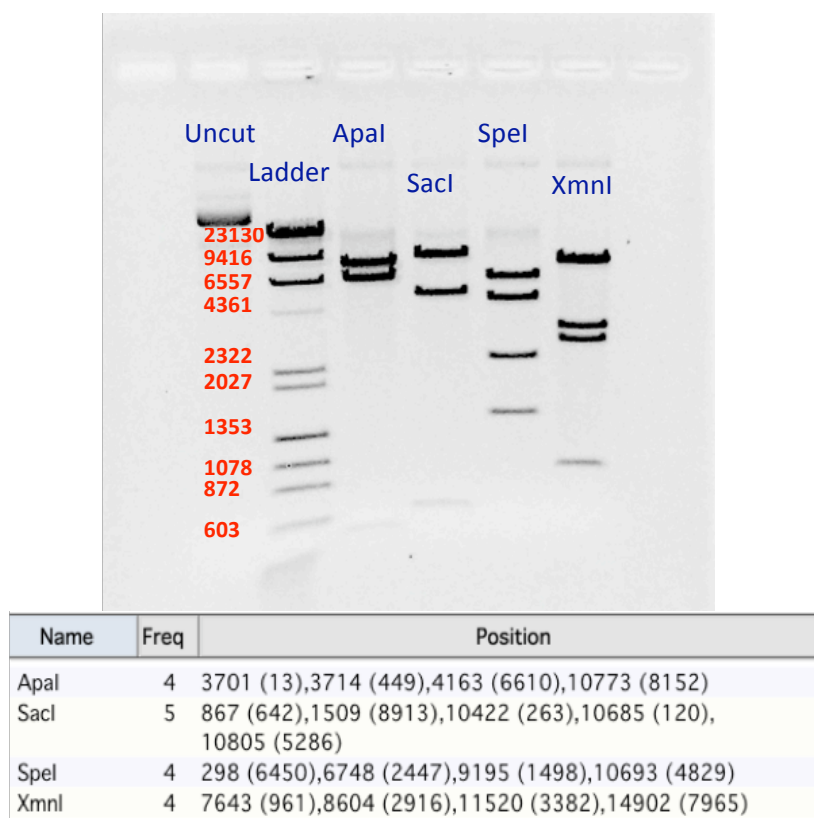 Uncut
ApaI
SpeI
Ladder
SacI
XmnI
23130
9416
6557
4361
2322
2027
1353
1078
872
603
Name Freq Position
ApaI 4 3701 (13),3714 (449),4163 (6610),10773 (8152)
SacI 5 867 (642),1509 (8913),10422 (263),10685 (120),
10805 (5286)
SpeI 4 298 (6450),6748 (2447),9195 (1498),10693 (4829)
XmnI 4 7643 (961),8604 (2916),11520 (3382),14902 (7965)